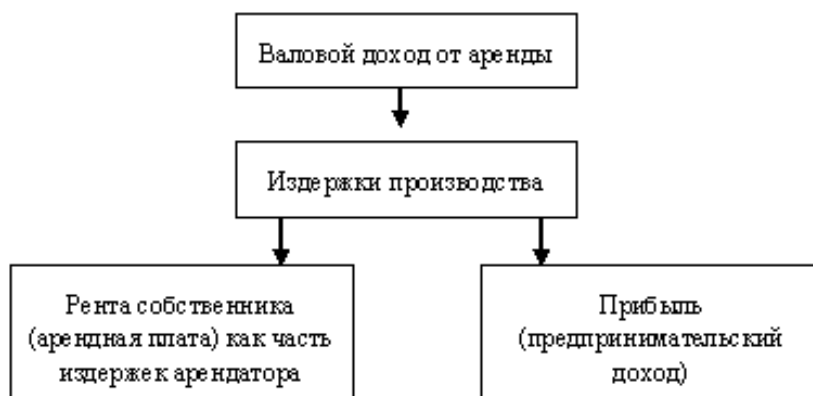 Валовой доход от аренды
Издержки производства
Рента собственника
(арендная плата) как часть
издержек арендатора
Прибыль
(предпринимательский
доход)